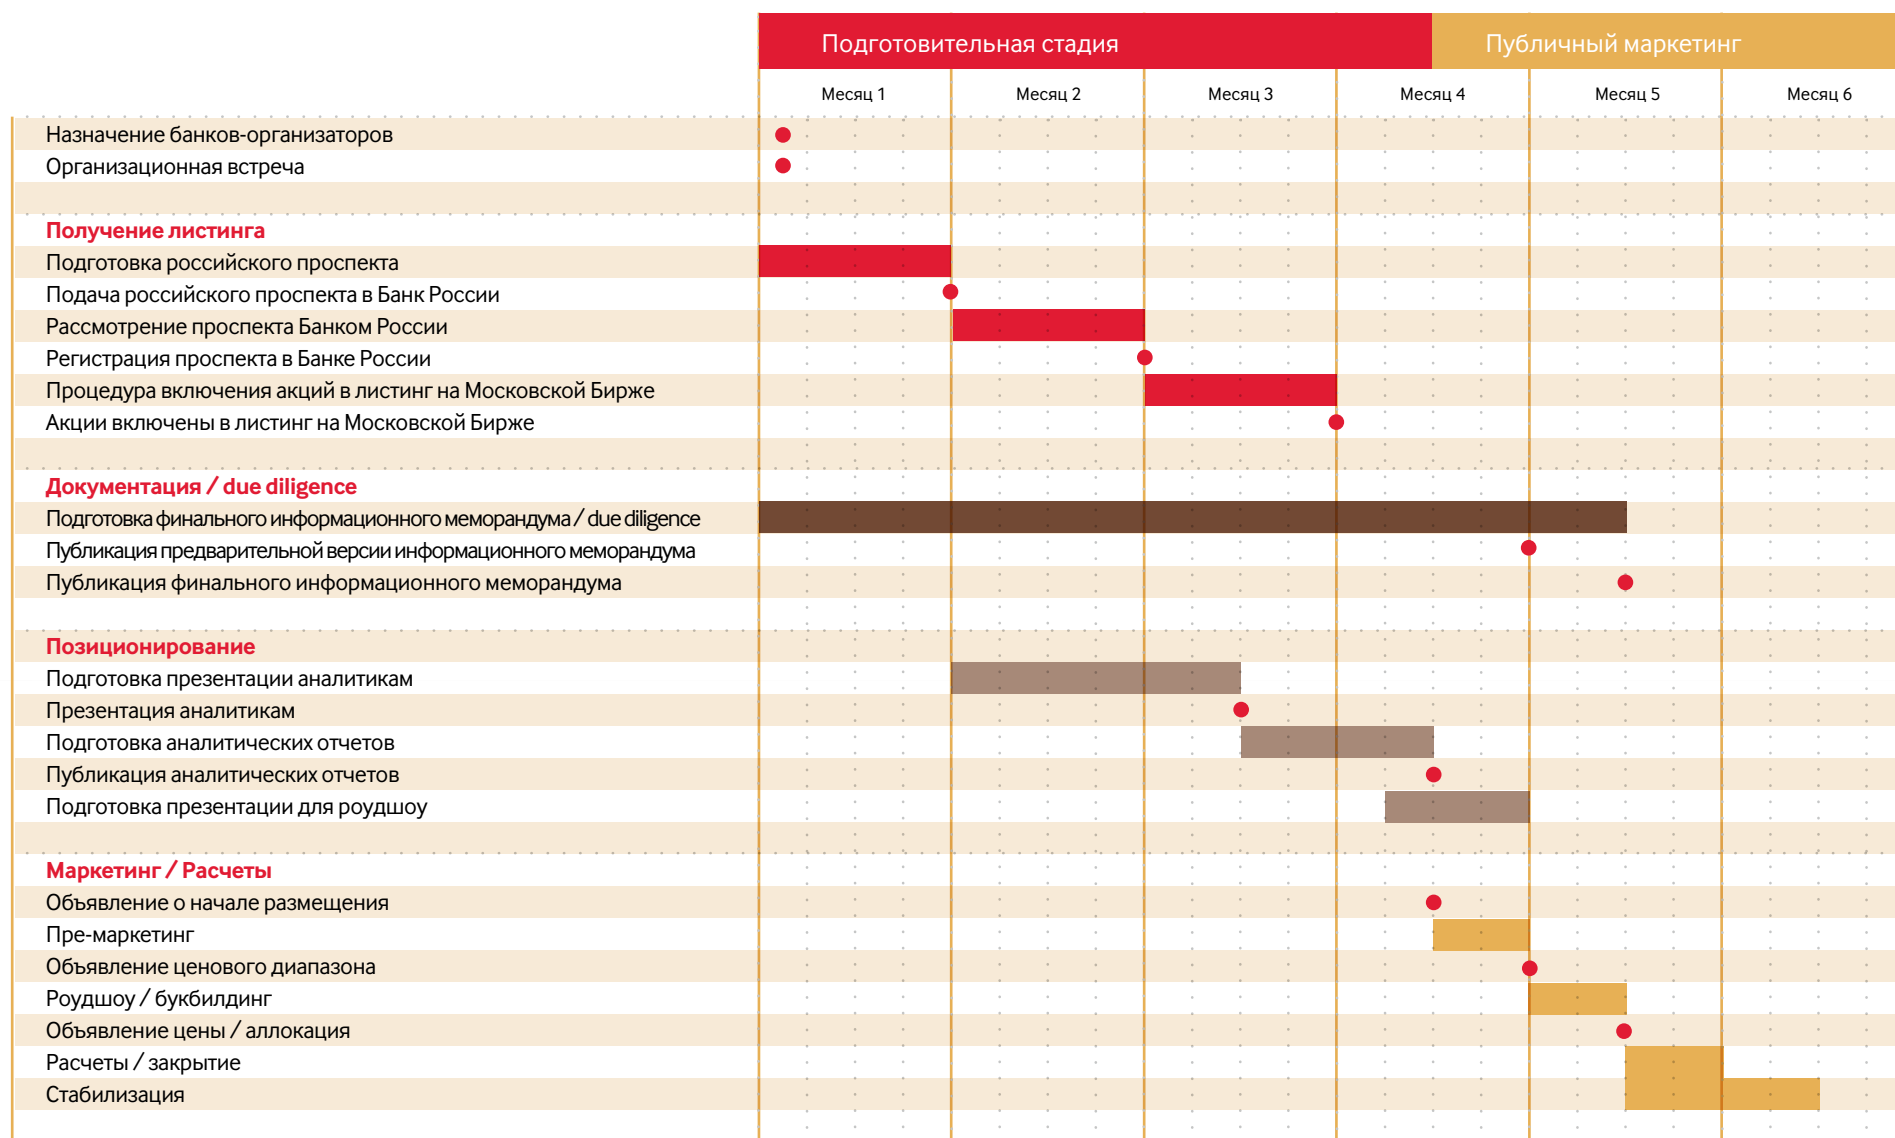 Подготовительная стадия
Публичный маркетинг
Месяц 1
Месяц 2
Месяц 3
Месяц 4
Месяц 5
Месяц 6
Назначение банков-организаторов
Организационная встреча
Получение листинга
Подготовка российского проспекта
Подача российского проспекта в Банк России
Рассмотрение проспекта Банком России
Регистрация проспекта в Банке России
Процедура включения акций в листинг на Московской Бирже
Акции включены в листинг на Московской Бирже
Документация / due diligence
Подготовка финального информационного меморандума / due diligence
Публикация предварительной версии информационного меморандума
Публикация финального информационного меморандума
Позиционирование
Подготовка презентации аналитикам
Презентация аналитикам
Подготовка аналитических отчетов
Публикация аналитических отчетов
Подготовка презентации для роудшоу
Маркетинг / Расчеты
Объявление о начале размещения
Пре-маркетинг
Объявление ценового диапазона
Роудшоу / букбилдинг
Объявление цены / аллокация
Расчеты / закрытие
Стабилизация